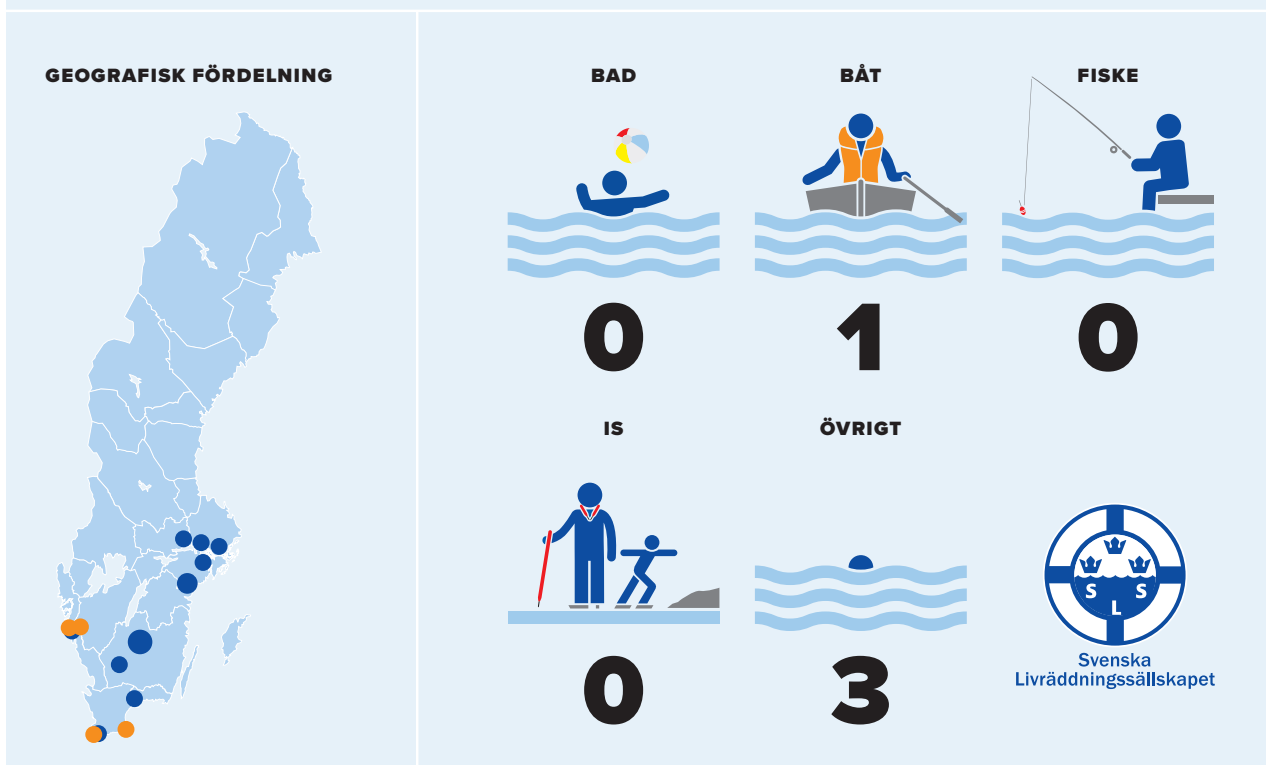 GEOGRAFISK FÖRDELNING
BAD
BÅT
FISKE
0
1
0
IS
ÖVRIGT
0
3
S
S
L
Svenska
Livräddningssällskapet